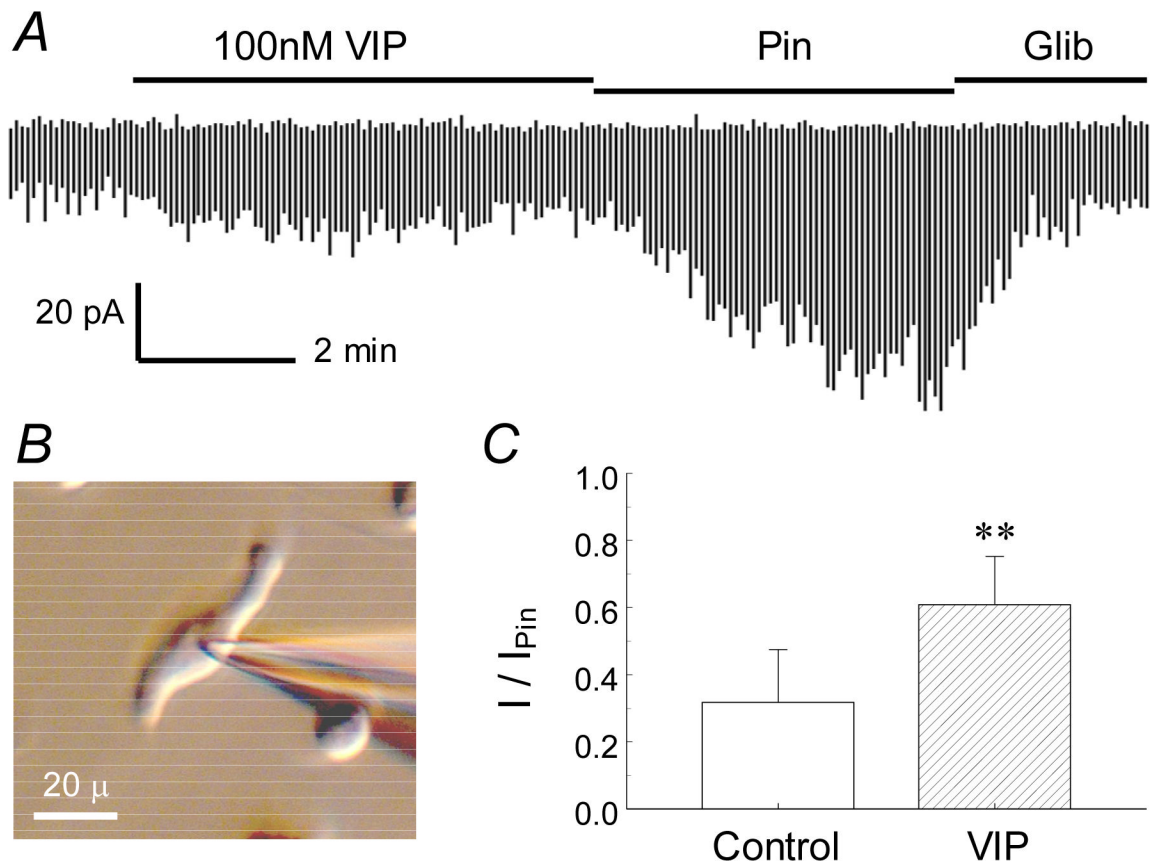 A
100nM VIP
Pin
Glib
20 pA
2 min
B
20 μ
C
I / IPin
1.0
0.8
0.6
0.4
0.2
0.0
**
Control
VIP